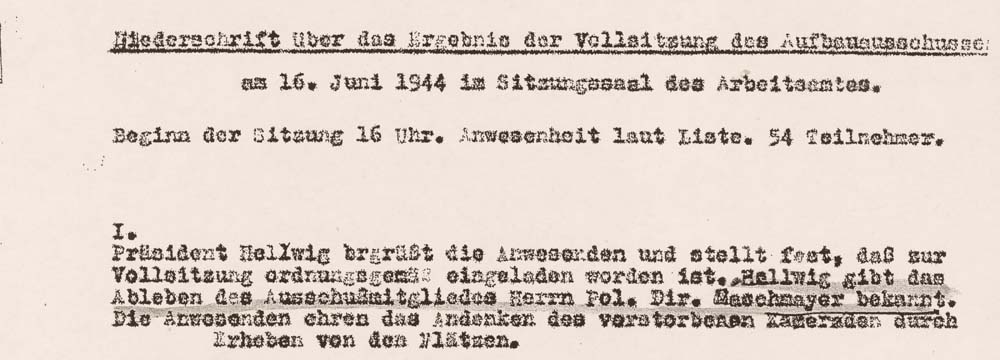 Niederschrift über das Ergebnis der Vollsitzung des Aufbauausschusses
am 16. Juni 1944 im Sitzungssaal des Arbeitsamtes.
Beginn der Sitzung 16 Uhr. Anwesenheit laut Liste. 54 Teilnehmer.
I.
Präsident Hellwig brgrüßt die Anwesenden und stellt fest, daß zur
Vollsitzung ordnungsgemäß eingeladen worden ist. Hellwig gibt das
Ableben des Ausschußmitgliedes Herrn Pol. Dir. Maschmayer bekannt.
Die Anwesenden ehren das Andenken des verstorbenen Kameraden durch
Erheben von den Plätzen.